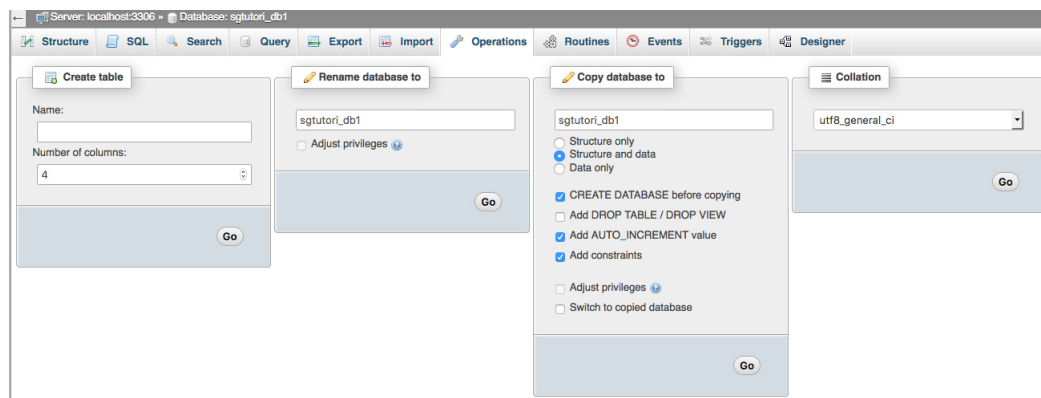 Server: localhost:3306 » Database: sgtutori_db1
Structure SQL Search Query Export Import Operations Routines Events Triggers Designer
Create table
Name:
Number of columns:
4
Go
Rename database to
sgtutori_db1
Adjust privileges
Go
Copy database to
sgtutori_db1
Structure only
Structure and data
Data only
CREATE DATABASE before copying
Add DROP TABLE / DROP VIEW
Add AUTO_INCREMENT value
Add constraints
Adjust privileges
Switch to copied database
Go
Collation
utf8_general_ci
Go